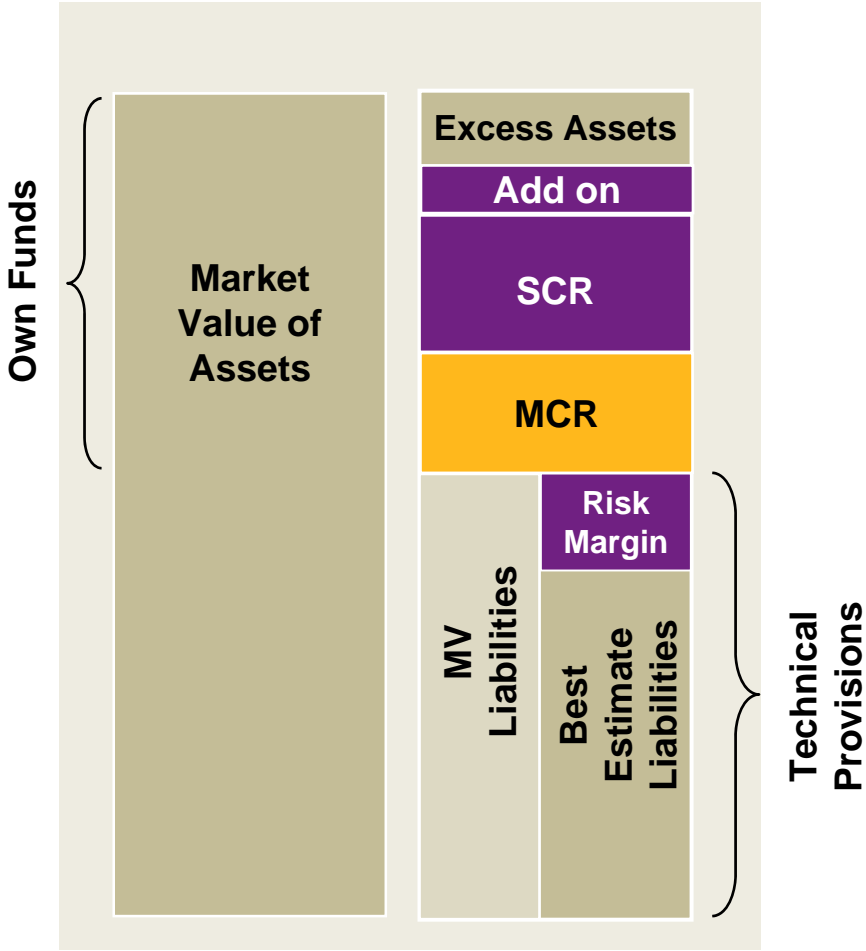 Own Funds
Market
Value of
Assets
Excess Assets
Add on
SCR
MCR
MV
Liabilities
Risk
Margin
Best
Estimate
Liabilities
Technical
Provisions